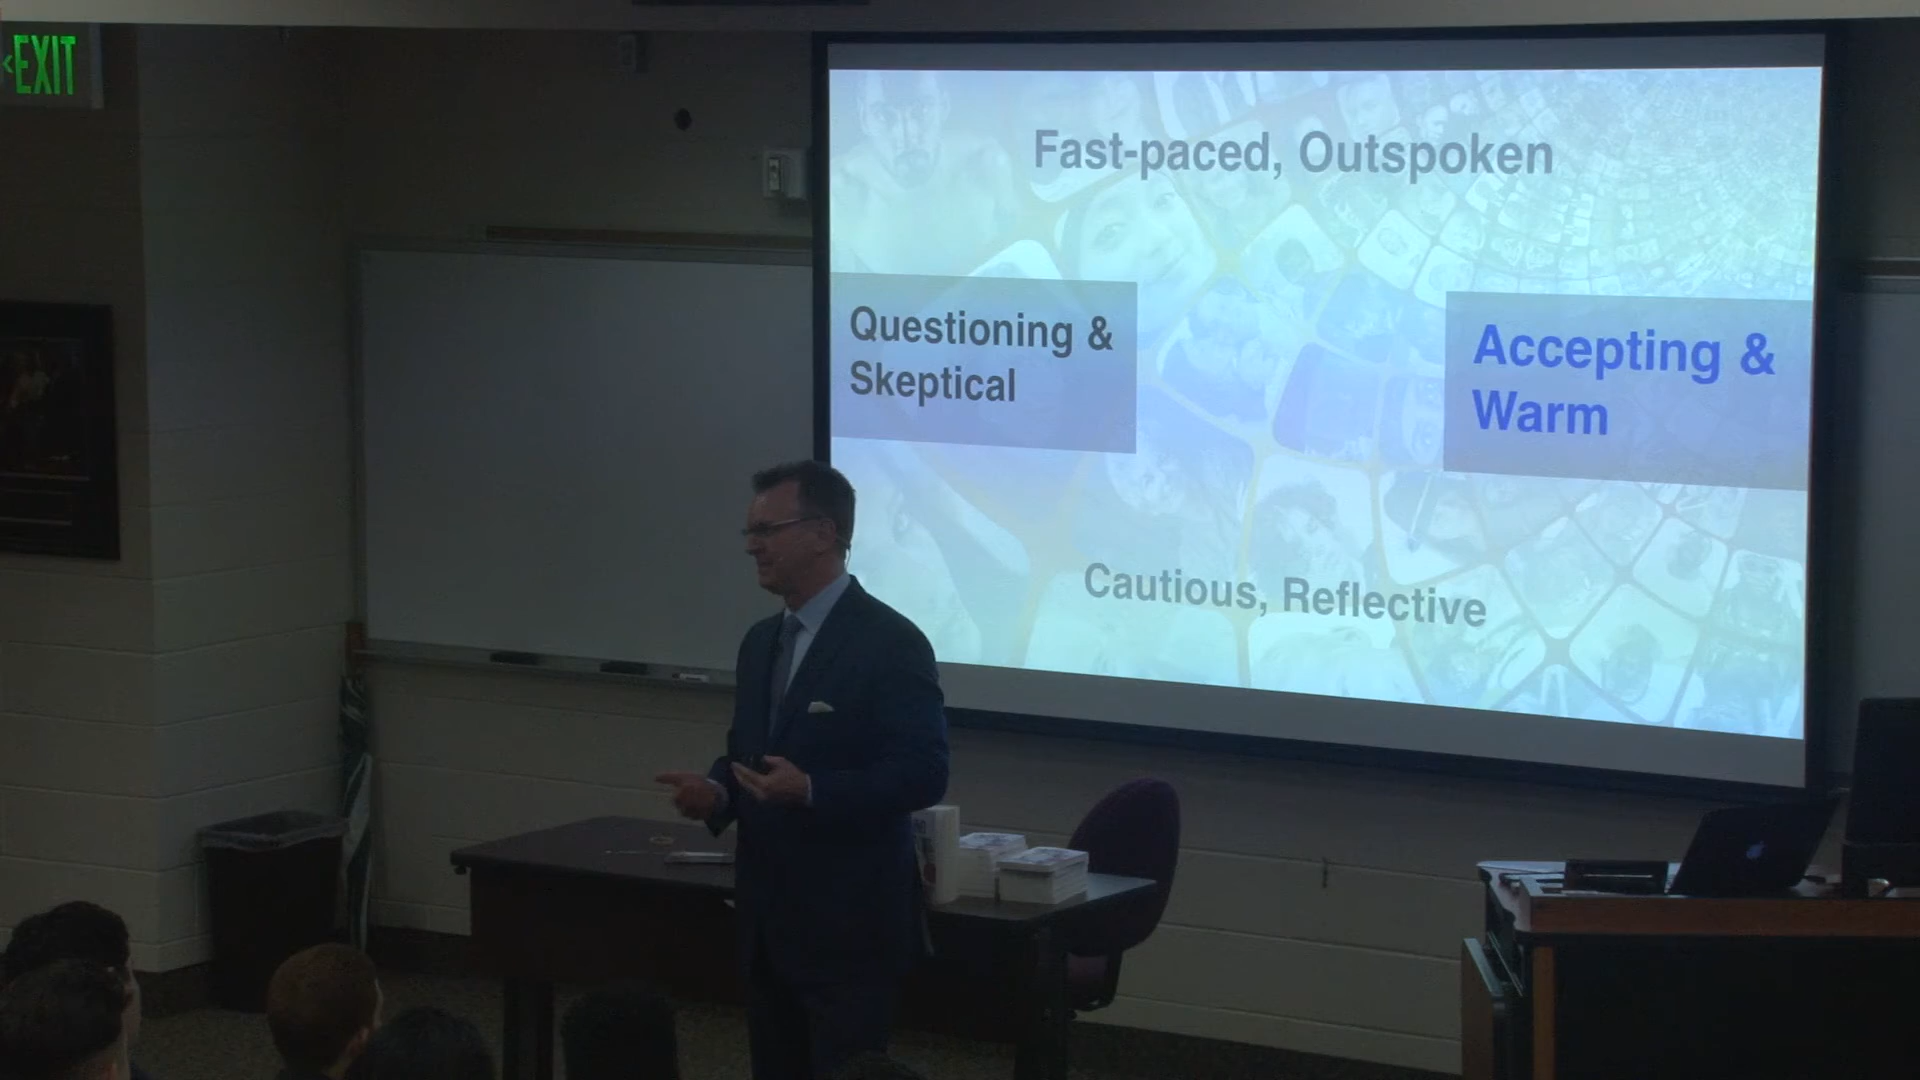 EXIT
Fast-paced, Outspoken
Questioning &
Skeptical
Accepting &
Warm
Cautious, Reflective